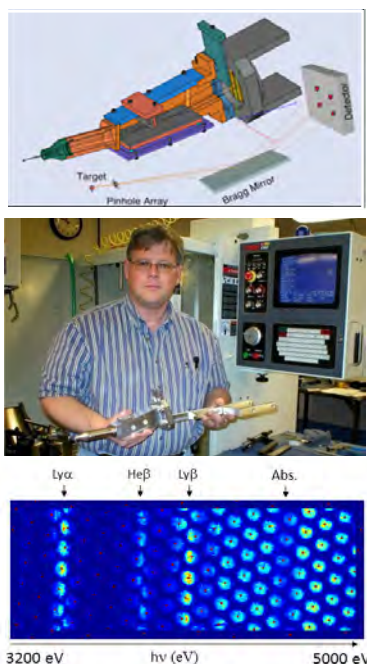 Target
Pinhole Array
Bragg Mirror
Detector
Lyα Heβ Lyβ Abs.
3200 eV hν (eV) 5000 eV